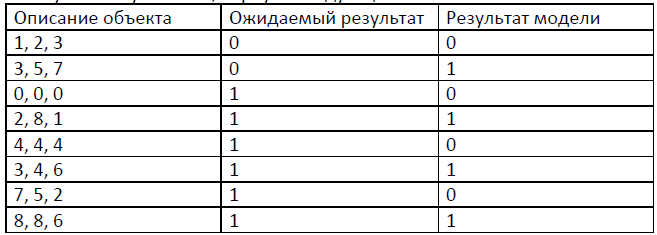 Описание объекта Ожидаемый результат Результат модели
1, 2, 3 0 0
3, 5, 7 0 1
0, 0, 0 1 0
2, 8, 1 1 1
4, 4, 4 1 0
3, 4, 6 1 1
7, 5, 2 1 0
8, 8, 6 1 1